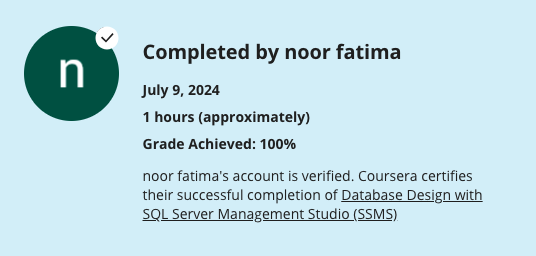 n
Completed by noor fatima
July 9, 2024
1 hours (approximately)
Grade Achieved: 100%
noor fatima's account is verified. Coursera certifies
their successful completion of Database Design with
SQL Server Management Studio (SSMS)